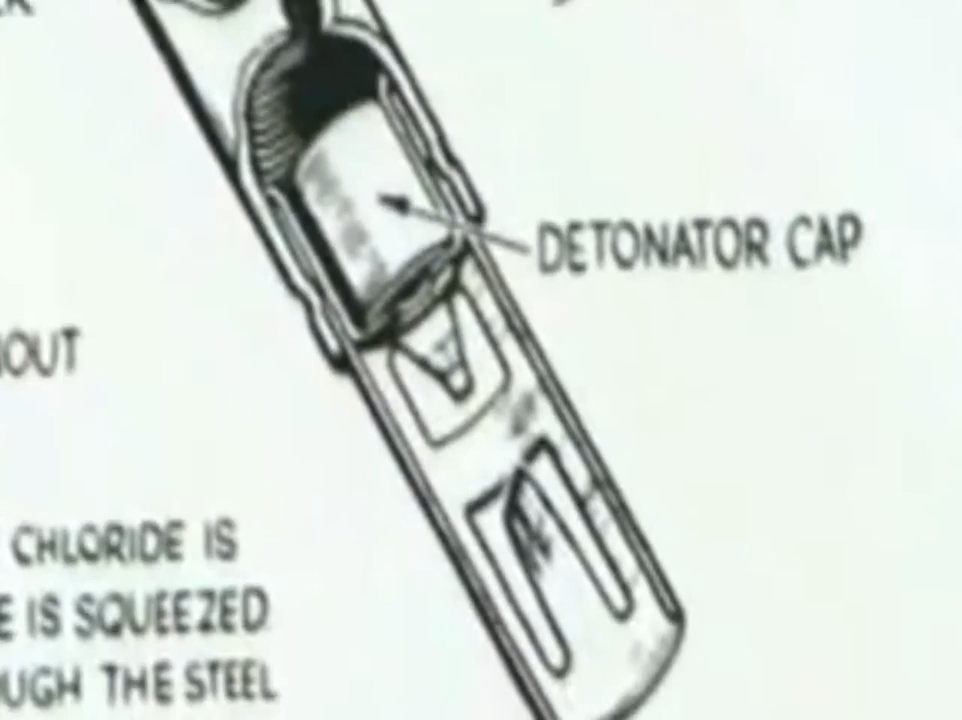 DETONATOR CAP
OUT
CHLORIDE IS
E IS SQUEEZED
UGH THE STEEL